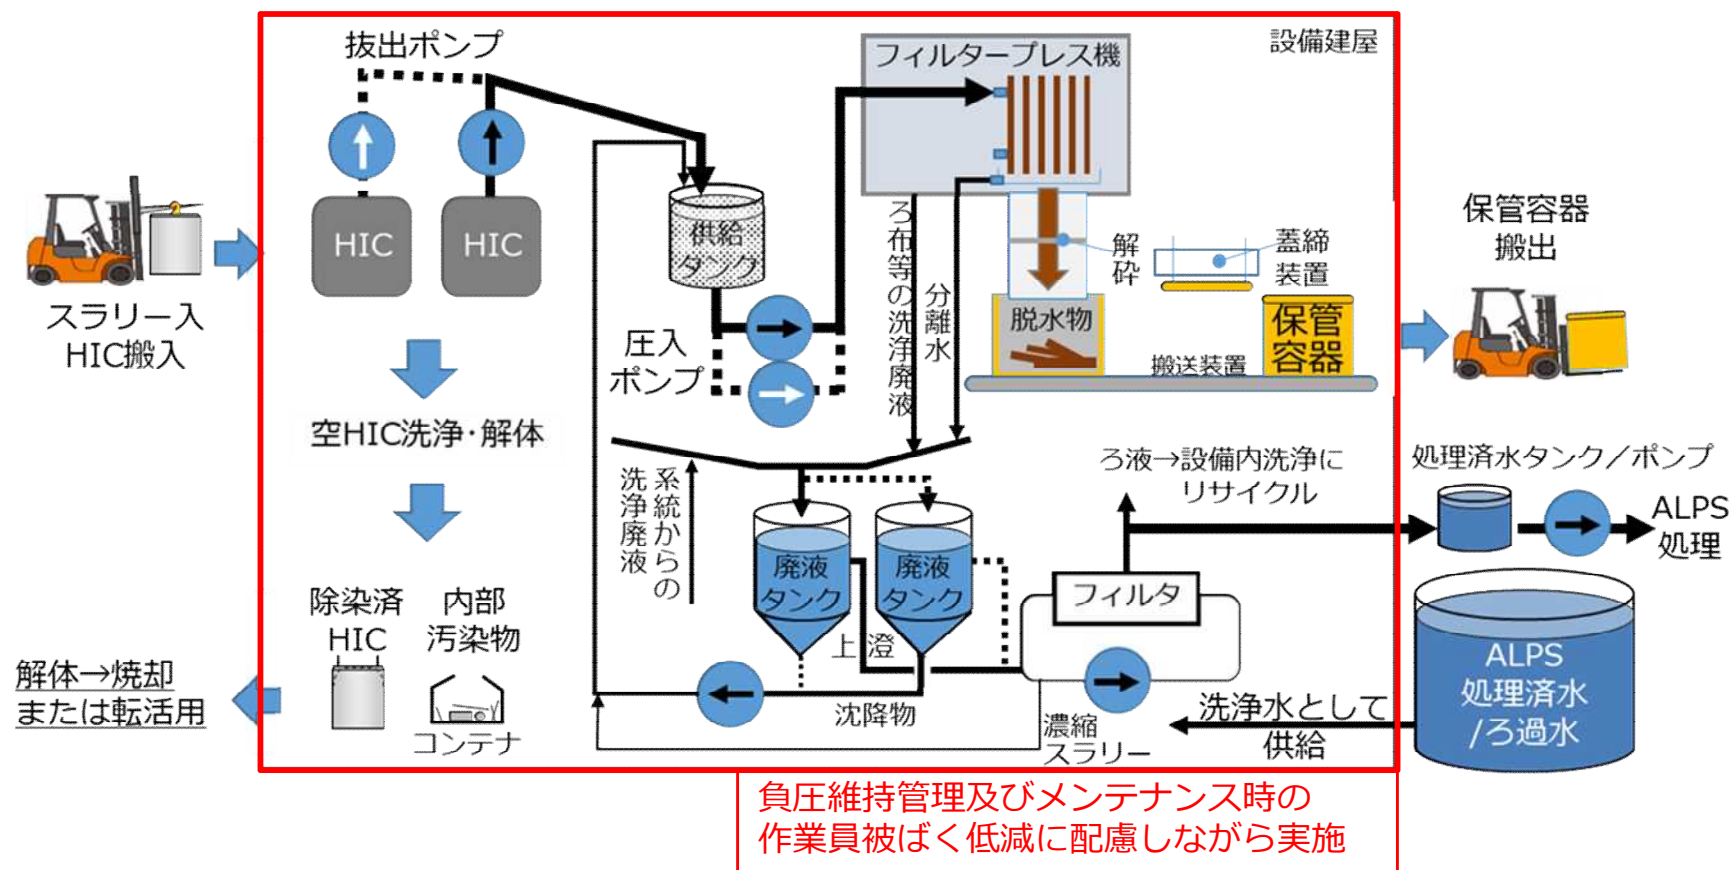 抜出ポンプ
フィルタープレス機
設備建屋
HIC
HIC
供給
タンク
スラリー入
HIC搬入
圧入
ポンプ
ろ布等の洗浄廃液
分離水
解砕
蓋締
装置
脱水物
保管
容器
搬送装置
保管容器
搬出
空HIC洗浄・解体
系統からの
洗浄廃液
廃液
タンク
廃液
タンク
上澄
沈降物
ろ液→設備内洗浄に
リサイクル
フィルタ
濃縮
スラリー
処理済水タンク／ポンプ
ALPS
処理
ALPS
処理済水
/ろ過水
洗浄水として
供給
除染済
HIC
内部
汚染物
コンテナ
解体→焼却
または転活用
負圧維持管理及びメンテナンス時の
作業員被ばく低減に配慮しながら実施